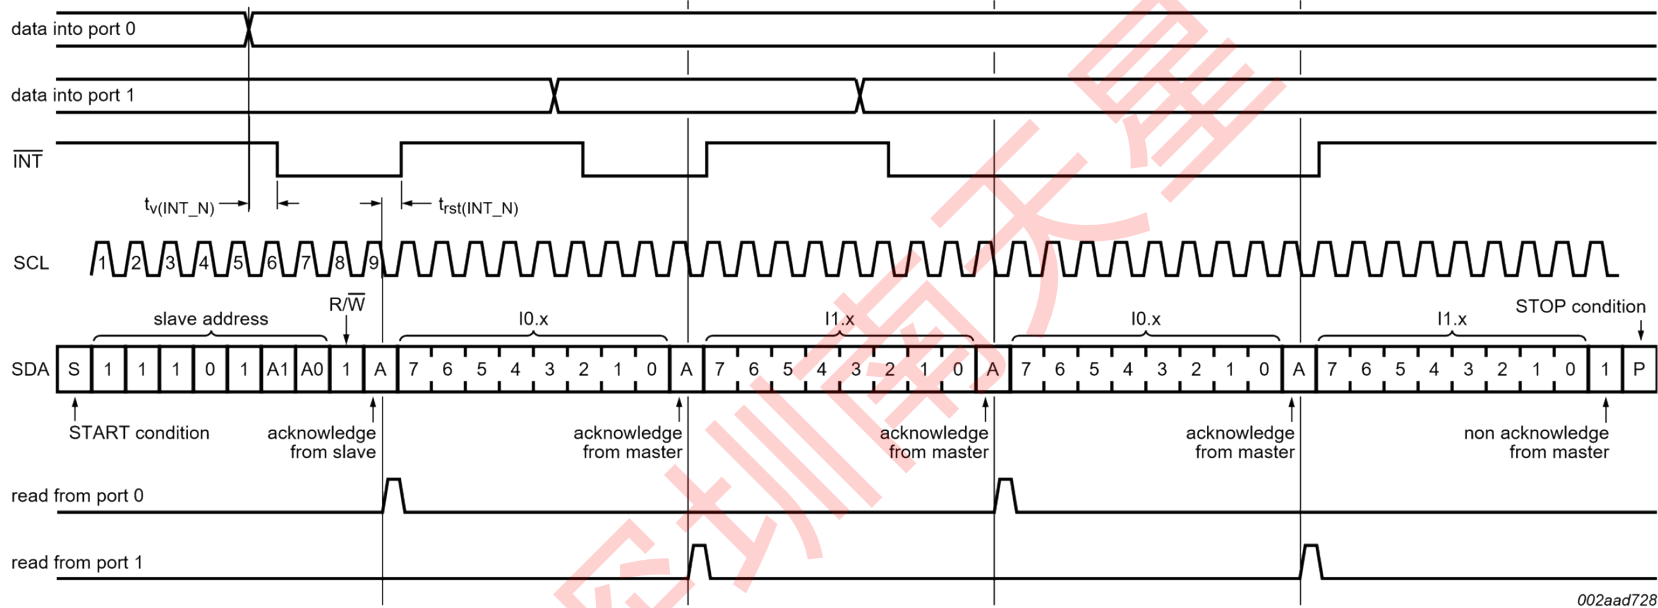 data into port 0
data into port 1
INT
tv(INT_N)
trst(INT_N)
SCL
1 2 3 4 5 6 7 8 9
R/W
STOP condition
slave address
I0.x
I1.x
I0.x
I1.x
SDA
S 1 1 1 0 1 A1 A0 1 A 7 6 5 4 3 2 1 0 A 7 6 5 4 3 2 1 0 A 7 6 5 4 3 2 1 0 A 7 6 5 4 3 2 1 0 1 P
START condition
acknowledge
from slave
acknowledge
from master
acknowledge
from master
acknowledge
from master
non acknowledge
from master
read from port 0
read from port 1
002aad728
深圳南天星